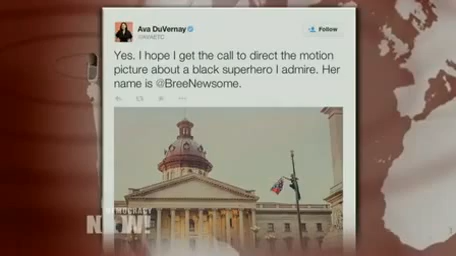 Ava DuVernay
@AVAETC
Follow
Yes. I hope I get the call to direct the motion
picture about a black superhero I admire. Her
name is @BreeNewsome.
DEMOCRACY
NOW!